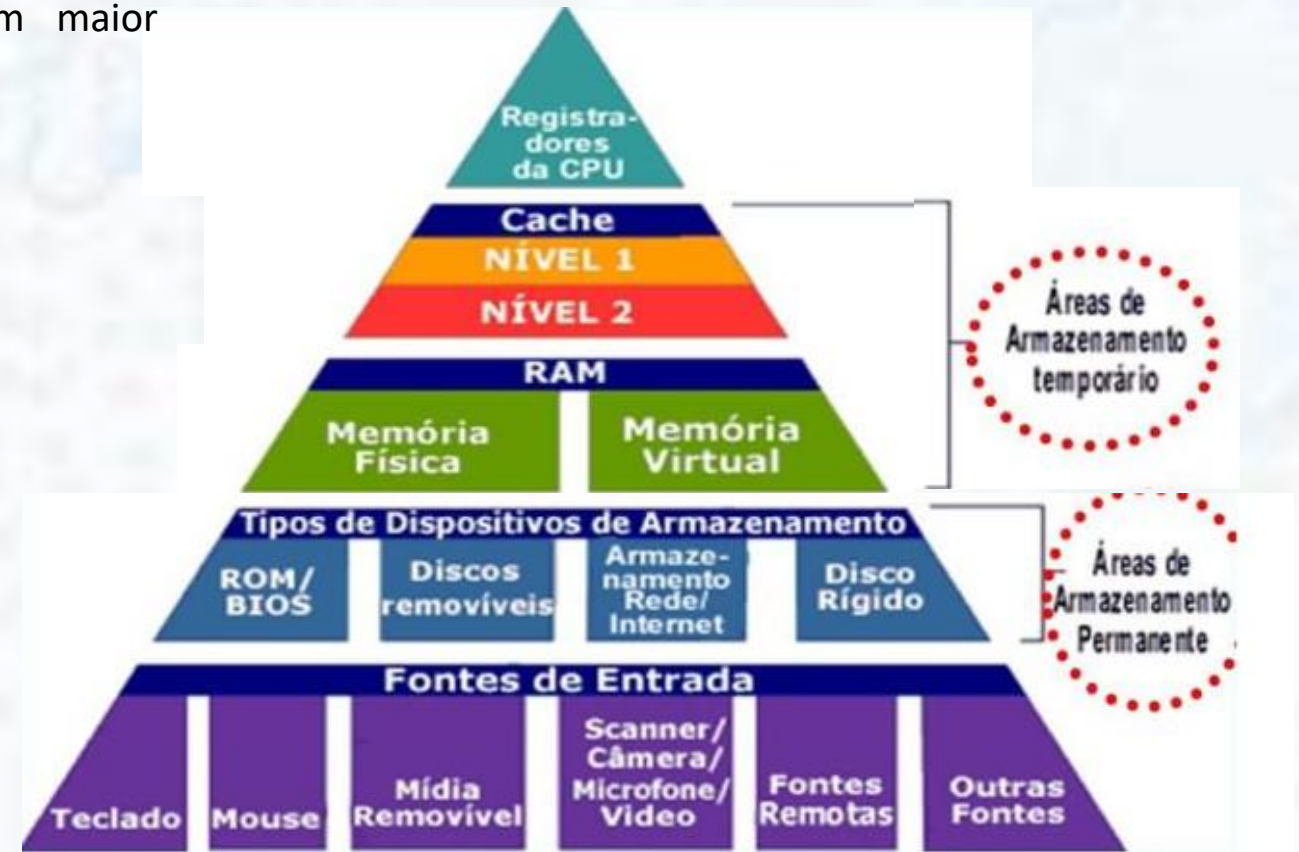 m maior
Registra-
dores
da CPU
Cache
NÍVEL 1
NÍVEL 2
Áreas de
Armazenamento
temporário
RAM
Memória
Física
Memória
Virtual
Tipos de Dispositivos de Armazenamento
ROM/
BIOS
Discos
removíveis
Armaze-
namento
Rede/
Internet
Disco
Rígido
Áreas de
Armazenamento
Permanente
Fontes de Entrada
Teclado
Mouse
Mídia
Removível
Scanner/
Câmera/
Microfone/
Video
Fontes
Remotas
Outras
Fontes